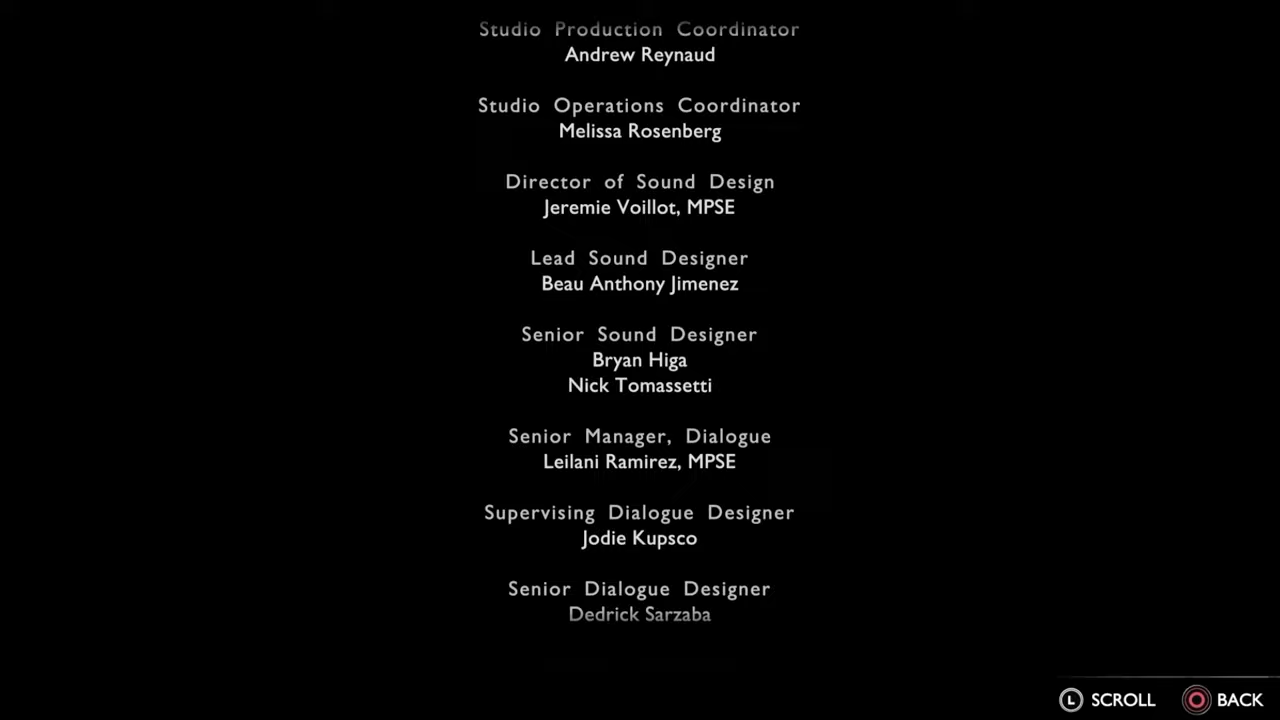 Studio Production Coordinator
Andrew Reynaud
Studio Operations Coordinator
Melissa Rosenberg
Director of Sound Design
Jeremie Voillot, MPSE
Lead Sound Designer
Beau Anthony Jimenez
Senior Sound Designer
Bryan Higa
Nick Tomassetti
Senior Manager, Dialogue
Leilani Ramirez, MPSE
Supervising Dialogue Designer
Jodie Kupsco
Senior Dialogue Designer
Dedrick Sarzaba
L SCROLL BACK